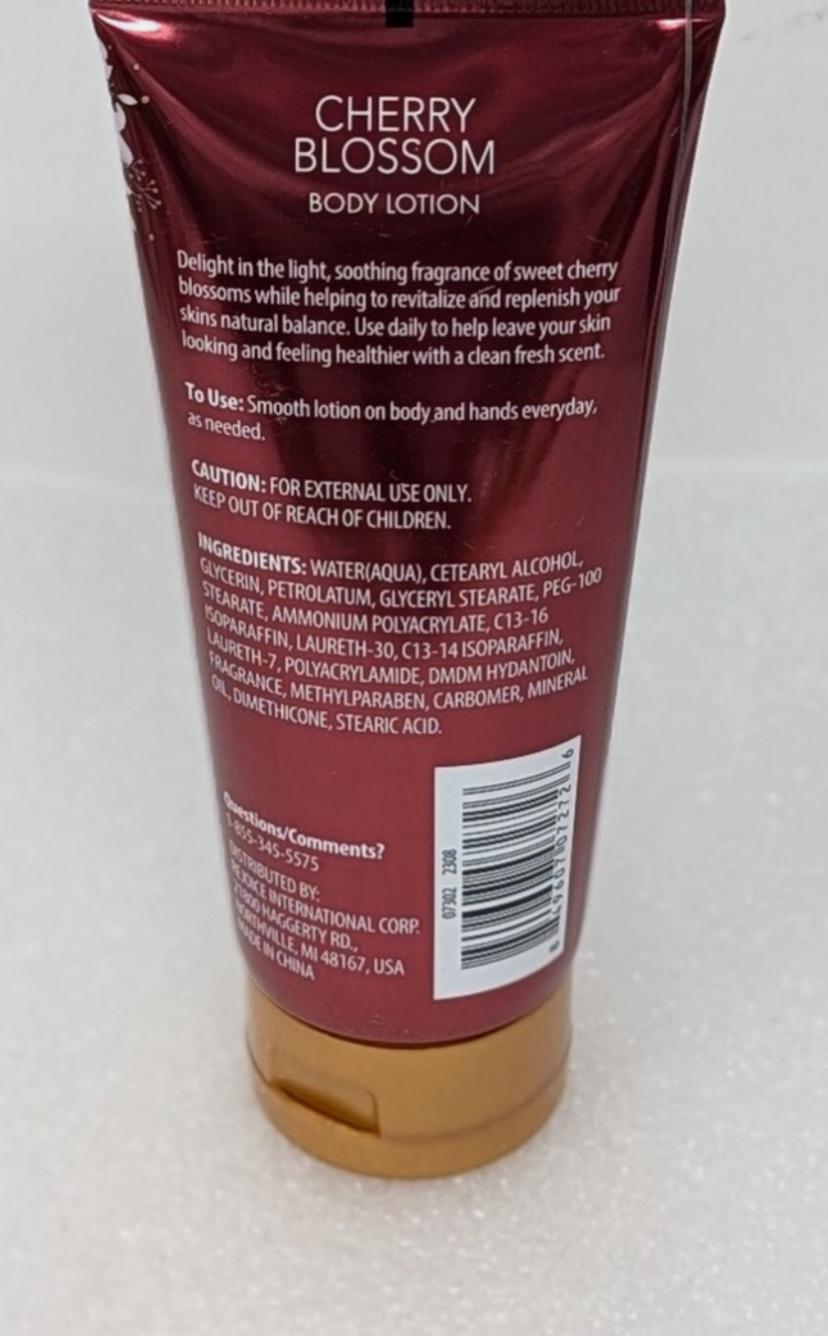 CHERRY
BLOSSOM
BODY LOTION
Delight in the light, soothing fragrance of sweet cherry
blossoms while helping to revitalize and replenish your
skins natural balance. Use daily to help leave your skin
looking and feeling healthier with a clean fresh scent.
To Use: Smooth lotion on body and hands everyday,
as needed.
CAUTION: FOR EXTERNAL USE ONLY.
KEEP OUT OF REACH OF CHILDREN.
INGREDIENTS: WATER(AQUA), CETEARYL ALCOHOL,
GLYCERIN, PETROLATUM, GLYCERYL STEARATE, PEG-100
STEARATE, AMMONIUM POLYACRYLATE, C13-16
ISOPARAFFIN, LAURETH-30, C13-14 ISOPARAFFIN,
LAURETH-7, POLYACRYLAMIDE, DMDM HYDANTOIN,
FRAGRANCE, METHYLPARABEN, CARBOMER, MINERAL
OIL, DIMETHICONE, STEARIC ACID.
Questions/Comments?
1-855-345-5575
DISTRIBUTED BY:
REJOICE INTERNATIONAL CORP.
21800 HAGGERTY RD.,
NORTHVILLE, MI 48167, USA
MADE IN CHINA
07302 2308
8 49607 07272 6